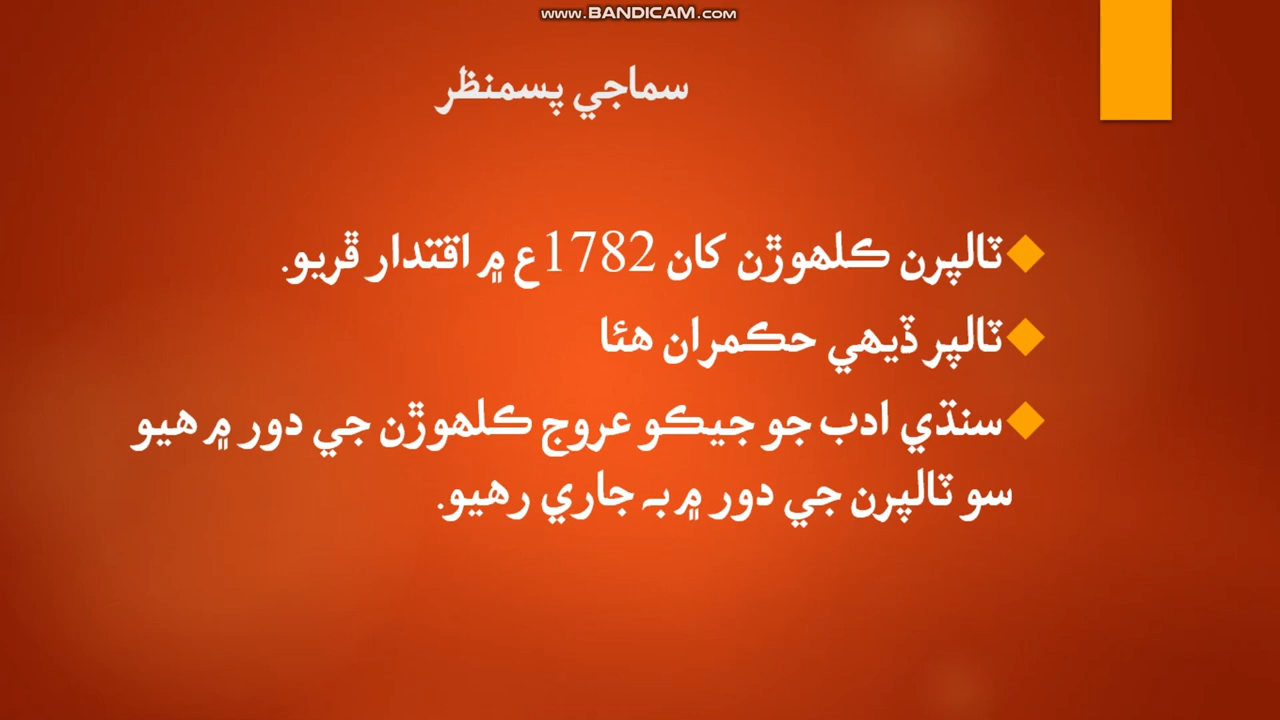 www.BANDICAM.com
سماجي پسمنظر
ٽالپرن ڪلهوڙن کان 1782ع ۾ اقتدار ڦريو.
ٽالپر ڏيهي حڪمران هئا
سنڌي ادب جو جيڪو عروج ڪلهوڙن جي دور ۾ هيو
سو ٽالپرن جي دور ۾ بہ جاري رهيو.